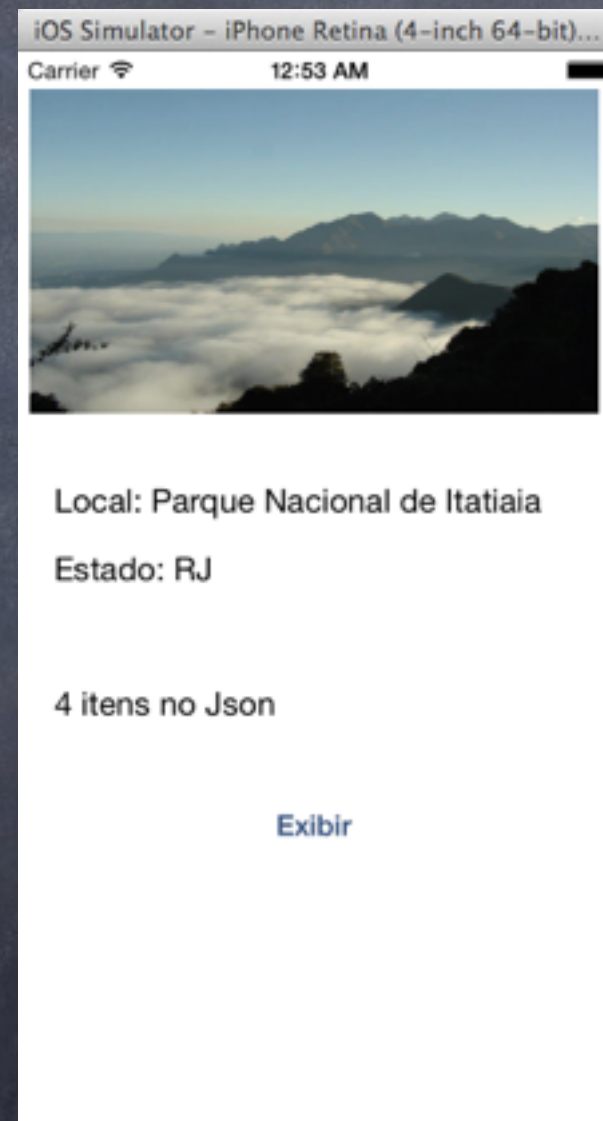 iOS Simulator - iPhone Retina (4-inch 64-bit)...
Carrier 12:53 AM
Local: Parque Nacional de Itatiaia
Estado: RJ
4 itens no Json
Exibir